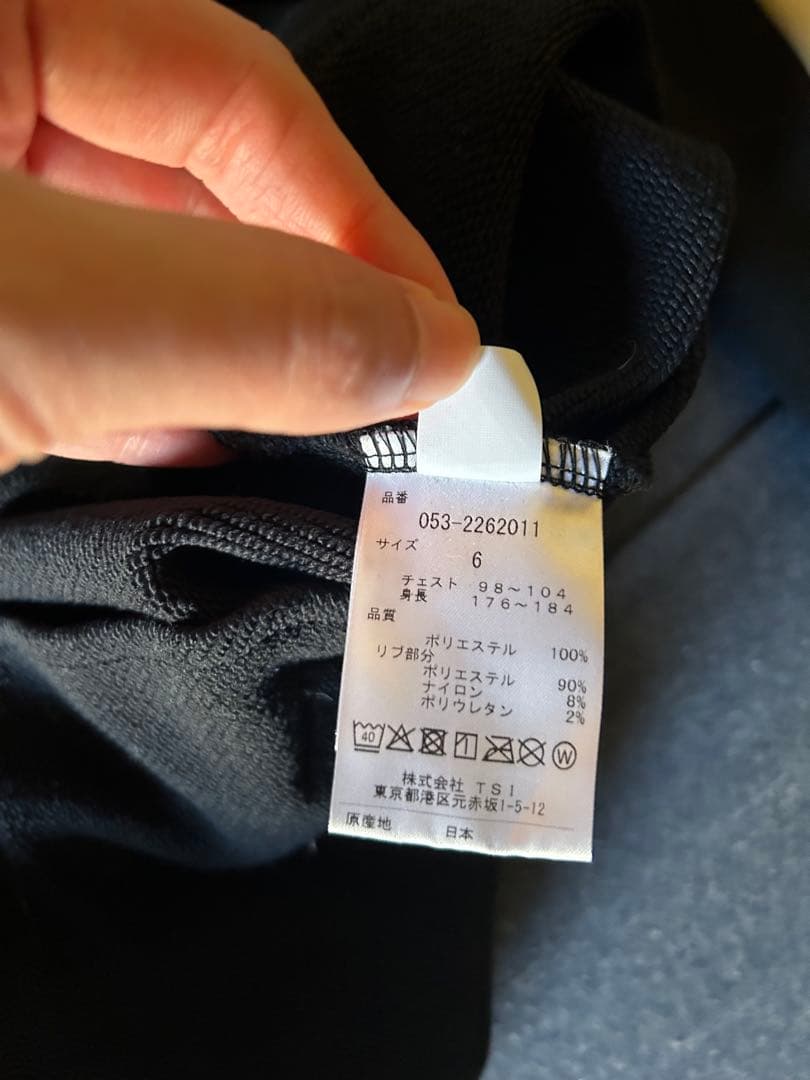 品番
053-2262011
サイズ
6
チェスト 98～104
身長 176～184
品質
ポリエステル 100%
リブ部分
ポリエステル 90%
ナイロン 8%
ポリウレタン 2%
40 W
株式会社 TSI
東京都港区元赤坂1-5-12
原産地 日本